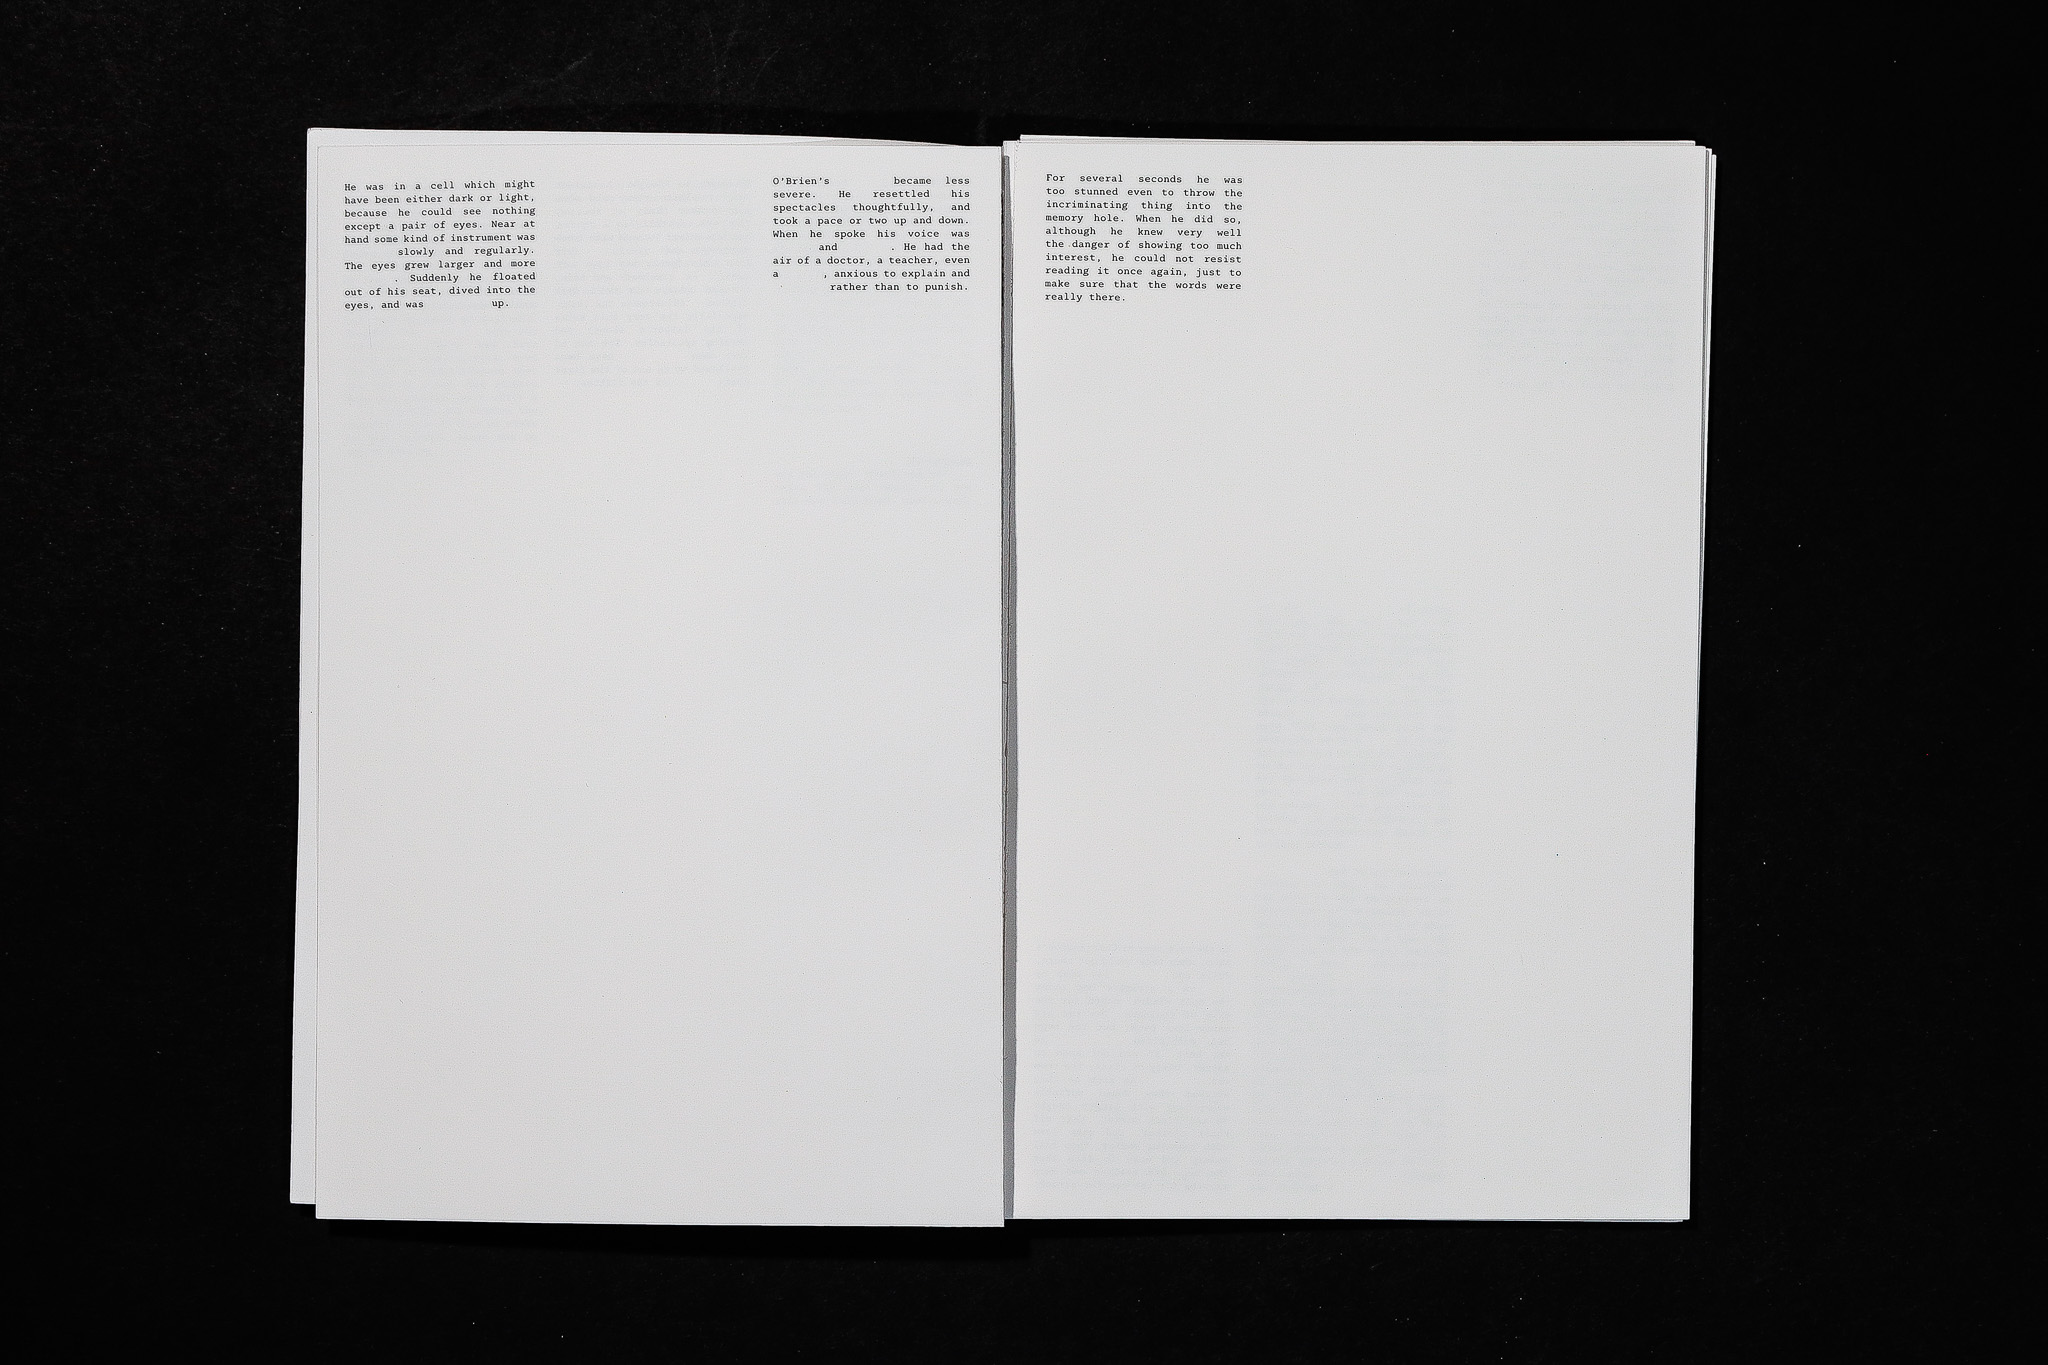 He was in a cell which might
have been either dark or light,
because he could see nothing
except a pair of eyes. Near at
hand some kind of instrument was
slowly and regularly.
The eyes grew larger and more
. Suddenly he floated
out of his seat, dived into the
eyes, and was up.
O'Brien's became less
severe. He resettled his
spectacles thoughtfully, and
took a pace or two up and down.
When he spoke his voice was
and . He had the
air of a doctor, a teacher, even
a , anxious to explain and
rather than to punish.
For several seconds he was
too stunned even to throw the
incriminating thing into the
memory hole. When he did so,
although he knew very well
the danger of showing too much
interest, he could not resist
reading it once again, just to
make sure that the words were
really there.